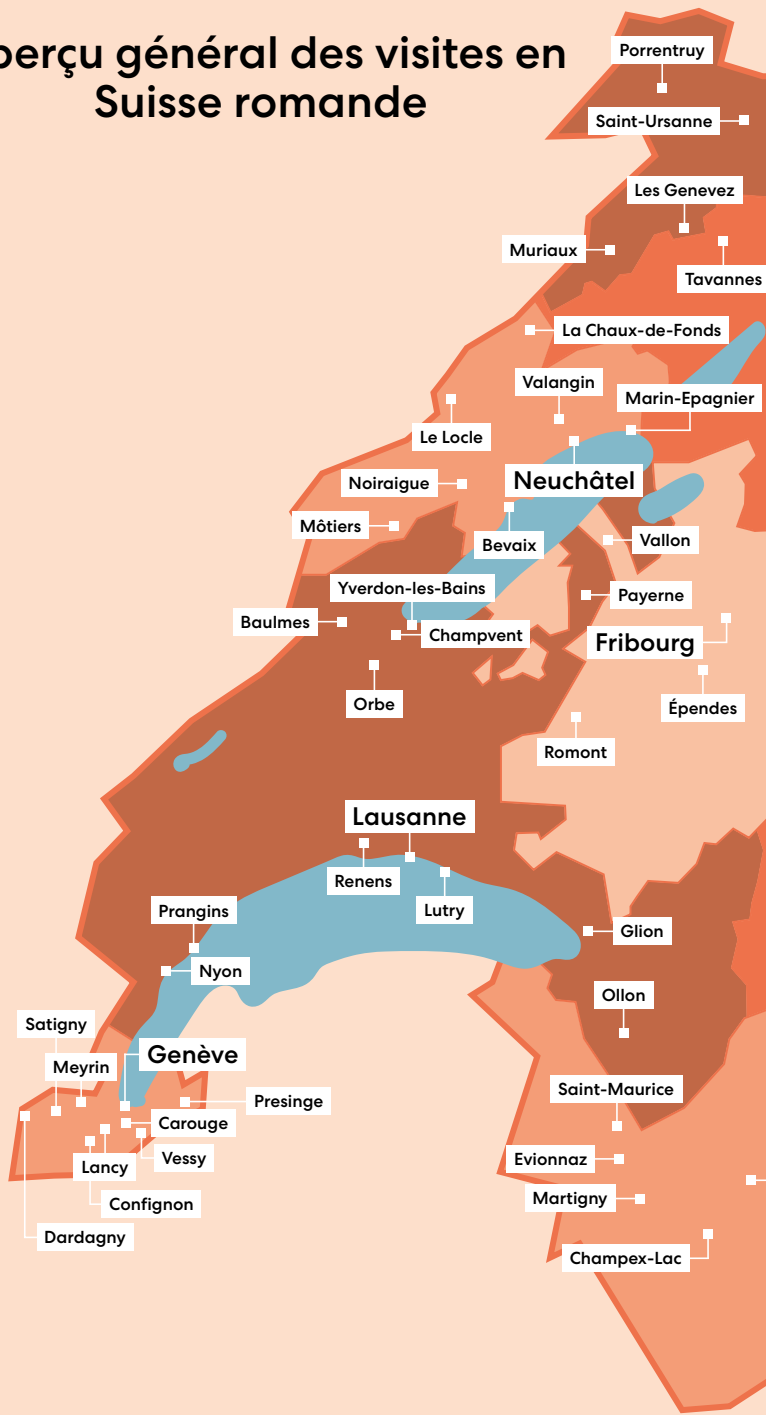 perçu général des visites en
Suisse romande
Porrentruy
Saint-Ursanne
Les Genevez
Muriaux
Tavannes
La Chaux-de-Fonds
Valangin
Marin-Epagnier
Le Locle
Neuchâtel
Noiraigue
Môtiers
Bevaix
Vallon
Yverdon-les-Bains
Payerne
Baulmes
Champvent
Fribourg
Orbe
Épendes
Romont
Lausanne
Renens
Lutry
Prangins
Glion
Nyon
Ollon
Satigny
Genève
Meyrin
Saint-Maurice
Presinge
Carouge
Vessy
Evionnaz
Lancy
Martigny
Confignon
Dardagny
Champex-Lac